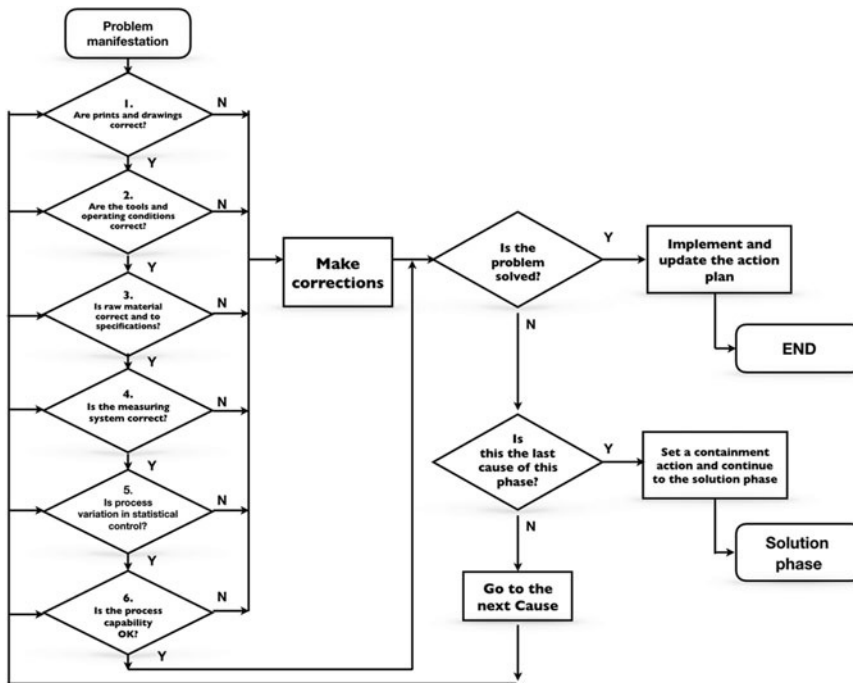 Problem
manifestation
1.
Are prints and drawings
correct?
N
Y
2.
Are the tools and
operating conditions
correct?
N
Y
3.
Is raw material
correct and to
specifications?
N
Y
4.
Is the measuring
system correct?
N
Y
5.
Is process
variation in statistical
control?
N
Y
6.
Is the process
capability
OK?
N
Y
Make
corrections
Is the
problem
solved?
Y
N
Implement and
update the action
plan
END
Is
this the last
cause of this
phase?
Y
N
Set a containment
action and continue
to the solution phase
Solution
phase
Go to the
next Cause